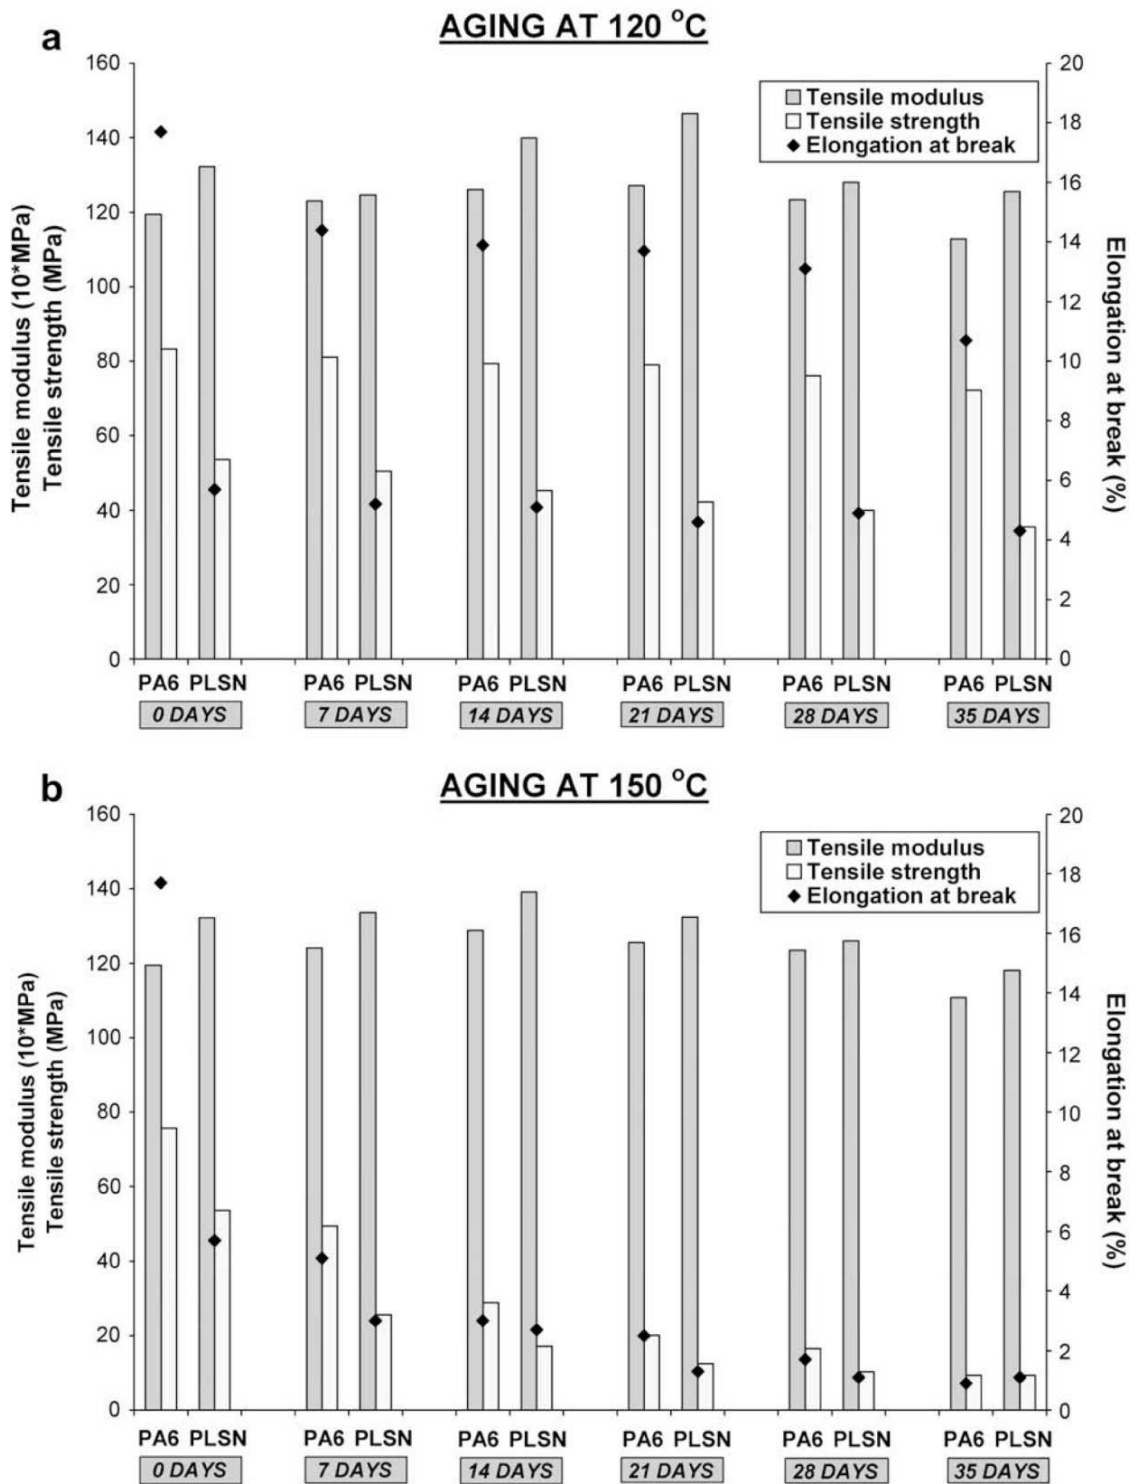 a
AGING AT 120 °C
160
140
120
100
80
60
40
20
0
Tensile modulus (10*MPa)
Tensile strength (MPa)
Tensile modulus
Tensile strength
Elongation at break
20
18
16
14
12
10
8
6
4
2
0
Elongation at break (%)
PA6 PLSN PA6 PLSN PA6 PLSN PA6 PLSN PA6 PLSN PA6 PLSN
0 DAYS 7 DAYS 14 DAYS 21 DAYS 28 DAYS 35 DAYS
b
AGING AT 150 °C
160
140
120
100
80
60
40
20
0
Tensile modulus (10*MPa)
Tensile strength (MPa)
Tensile modulus
Tensile strength
Elongation at break
20
18
16
14
12
10
8
6
4
2
0
Elongation at break (%)
PA6 PLSN PA6 PLSN PA6 PLSN PA6 PLSN PA6 PLSN PA6 PLSN
0 DAYS 7 DAYS 14 DAYS 21 DAYS 28 DAYS 35 DAYS